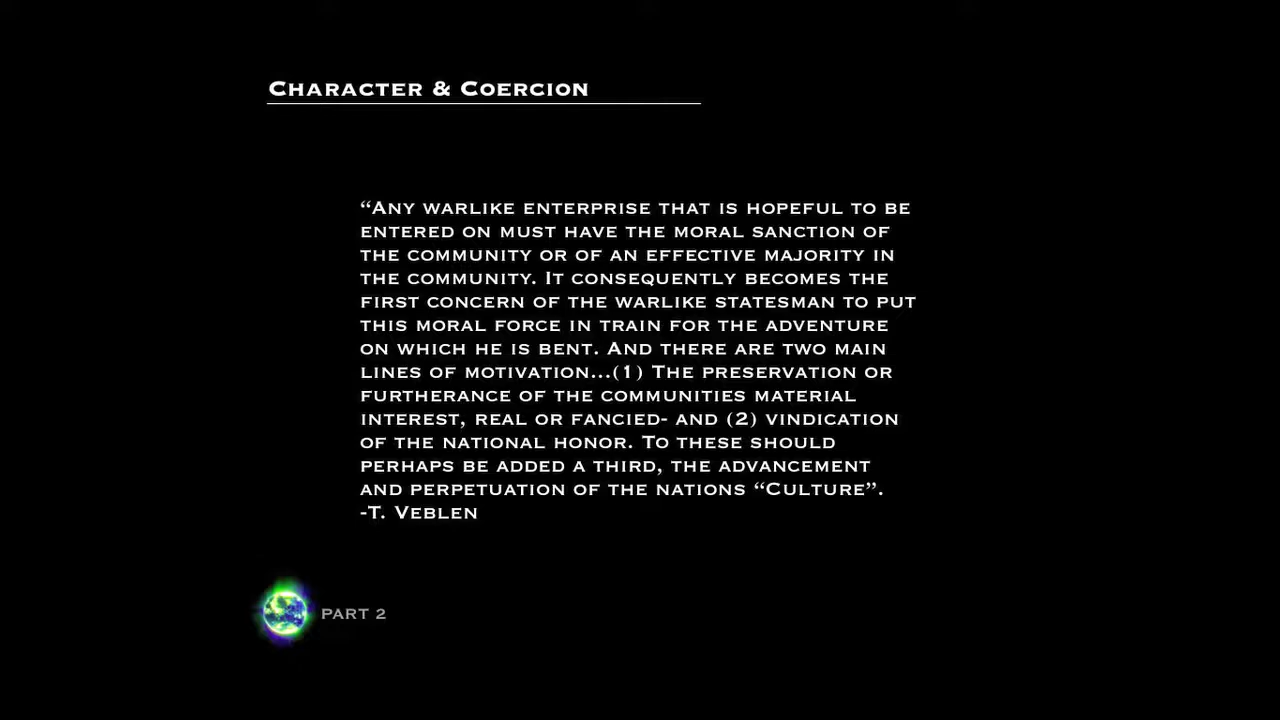 CHARACTER & COERCION
“ANY WARLIKE ENTERPRISE THAT IS HOPEFUL TO BE
ENTERED ON MUST HAVE THE MORAL SANCTION OF
THE COMMUNITY OR OF AN EFFECTIVE MAJORITY IN
THE COMMUNITY. IT CONSEQUENTLY BECOMES THE
FIRST CONCERN OF THE WARLIKE STATESMAN TO PUT
THIS MORAL FORCE IN TRAIN FOR THE ADVENTURE
ON WHICH HE IS BENT. AND THERE ARE TWO MAIN
LINES OF MOTIVATION...(1) THE PRESERVATION OR
FURTHERANCE OF THE COMMUNITIES MATERIAL
INTEREST, REAL OR FANCIED- AND (2) VINDICATION
OF THE NATIONAL HONOR. TO THESE SHOULD
PERHAPS BE ADDED A THIRD, THE ADVANCEMENT
AND PERPETUATION OF THE NATIONS “CULTURE”.
-T. VEBLEN
PART 2